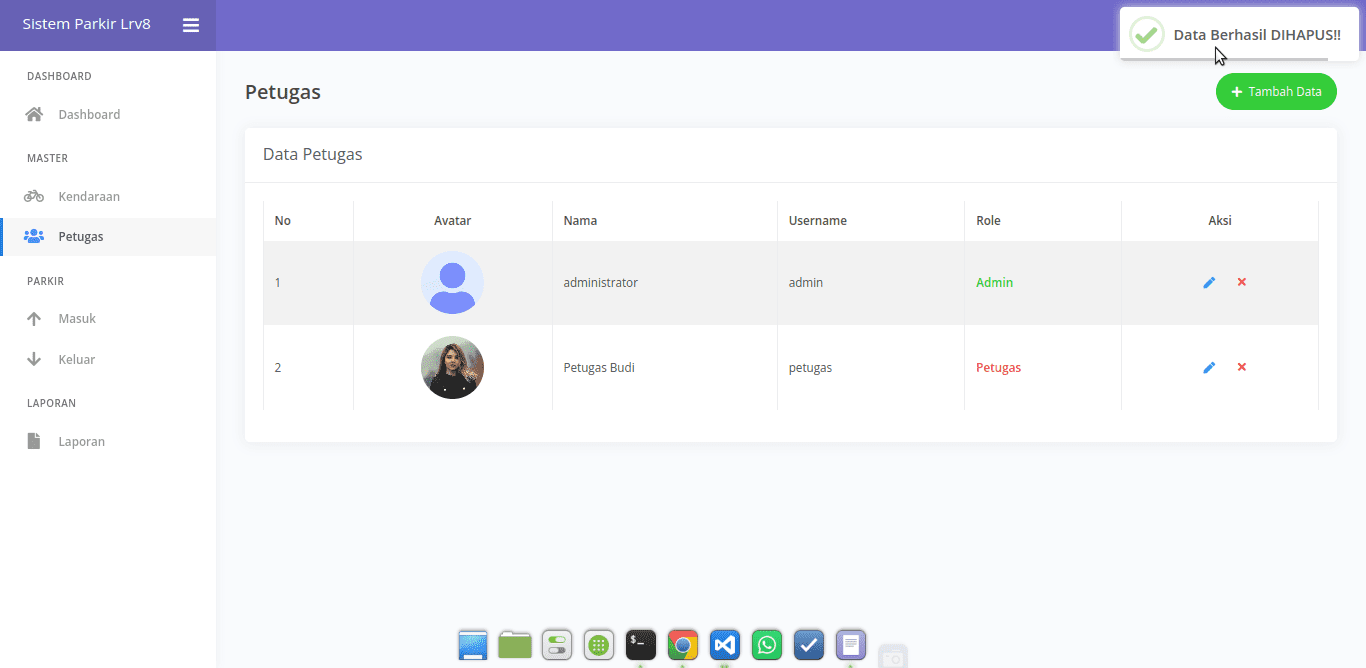 Sistem Parkir Lrv8
Data Berhasil DIHAPUS!!
DASHBOARD
Dashboard
MASTER
Kendaraan
Petugas
PARKIR
Masuk
Keluar
LAPORAN
Laporan
Petugas
+ Tambah Data
Data Petugas
No Avatar Nama Username Role Aksi
1 administrator admin Admin
2 Petugas Budi petugas Petugas